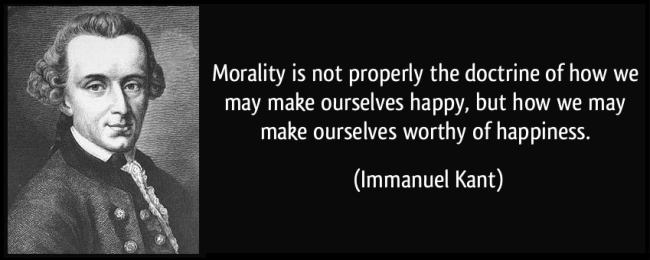 Morality is not properly the doctrine of how we
may make ourselves happy, but how we may
make ourselves worthy of happiness.
(Immanuel Kant)